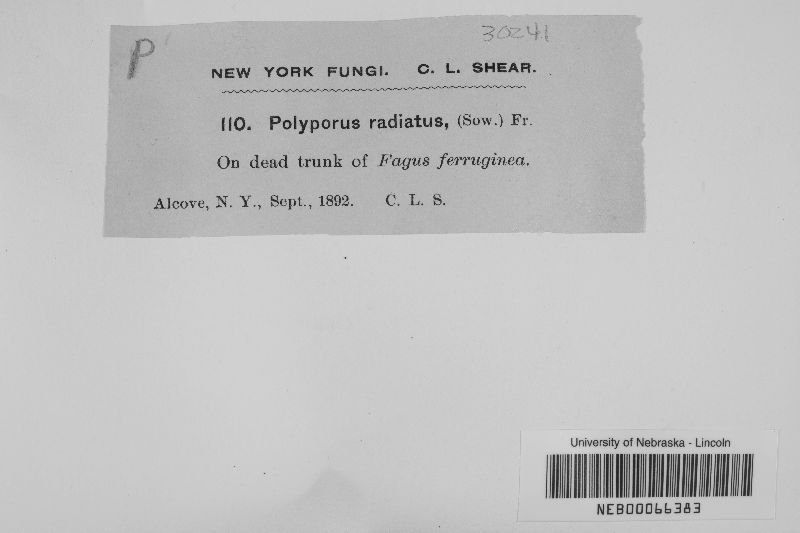 30241
P
NEW YORK FUNGI. C. L. SHEAR.
110. Polyporus radiatus, (Sow.) Fr.
On dead trunk of Fagus ferruginea.
Alcove, N. Y., Sept., 1892. C. L. S.
University of Nebraska - Lincoln
NEB00066383